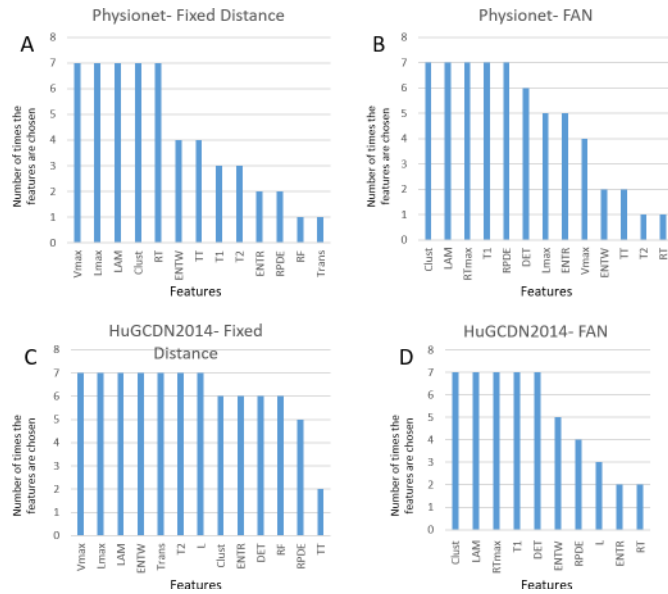 Physionet- Fixed Distance
A
Number of times the
features are chosen
8
7
6
5
4
3
2
1
0
Vmax
Lmax
LAM
Clust
RT
ENTW
TT
T1
T2
ENTR
RPDE
RF
Trans
Features
Physionet- FAN
B
Number of times the
features are chosen
8
7
6
5
4
3
2
1
0
Clust
LAM
RTmax
T1
RPDE
DET
Lmax
ENTR
Vmax
ENTW
TT
T2
RT
Features
HuGCDN2014- Fixed
Distance
C
Number of times the
features are chosen
8
7
6
5
4
3
2
1
0
Vmax
Lmax
LAM
ENTW
Trans
T2
L
Clust
ENTR
DET
RF
RPDE
TT
Features
HuGCDN2014- FAN
D
Number of times the
features are chosen
8
7
6
5
4
3
2
1
0
Clust
LAM
RTmax
T1
DET
ENTW
RPDE
L
ENTR
RT
Features